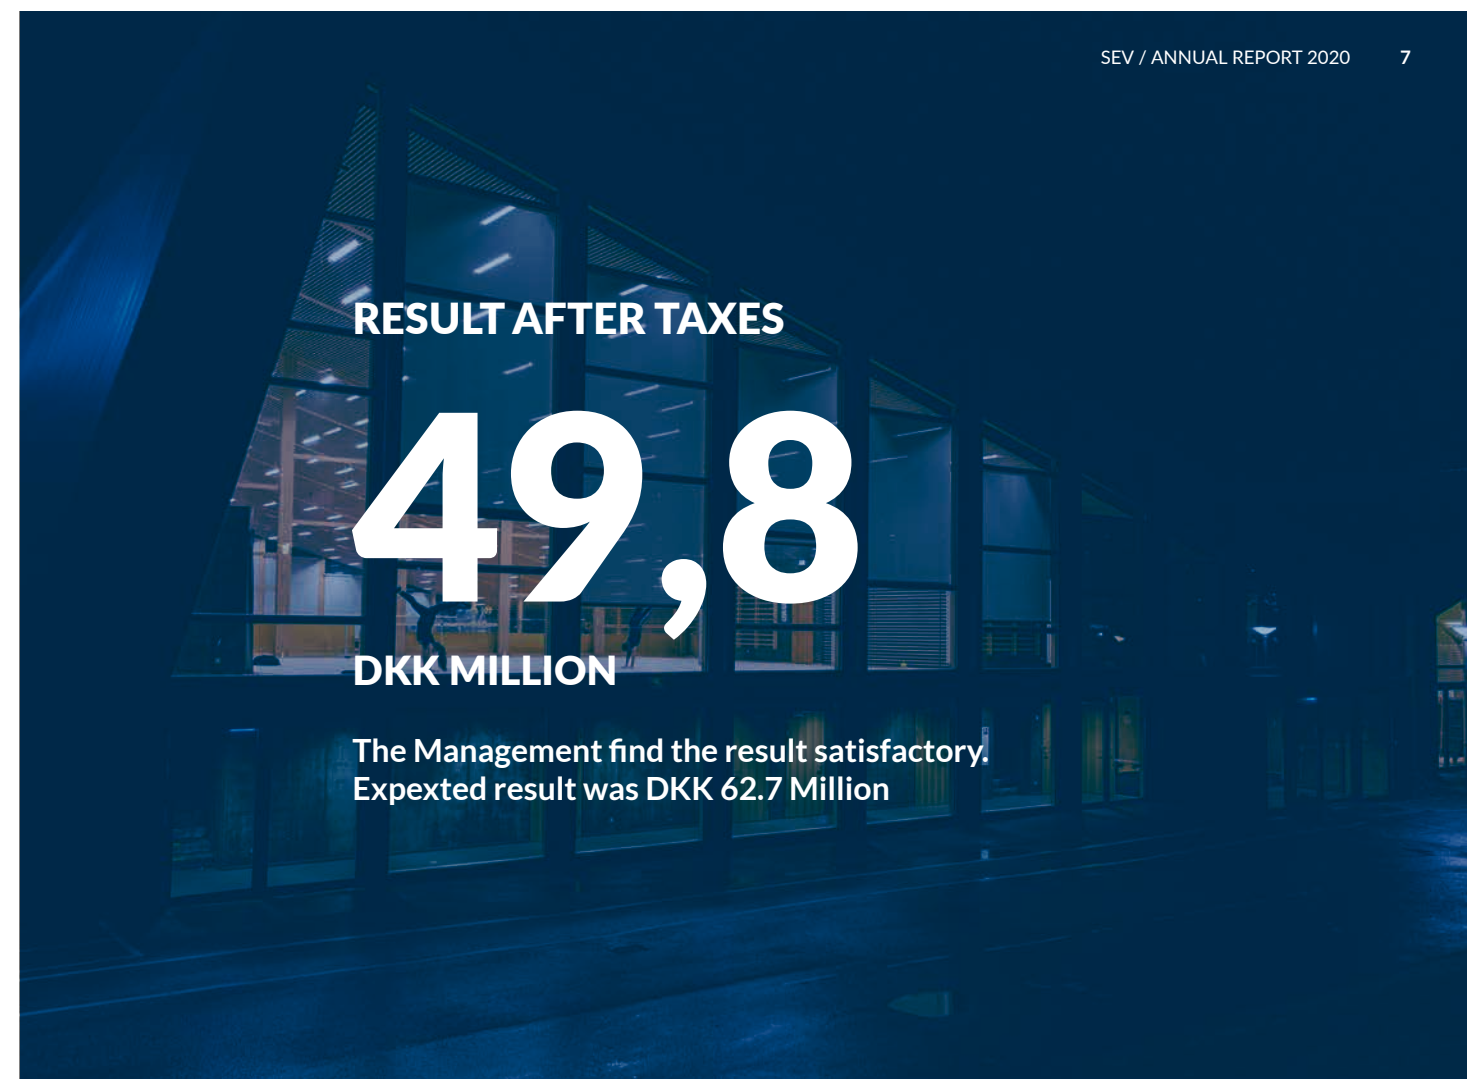 SEV / ANNUAL REPORT 2020 7
RESULT AFTER TAXES
49,8
DKK MILLION
The Management find the result satisfactory.
Expexted result was DKK 62.7 Million